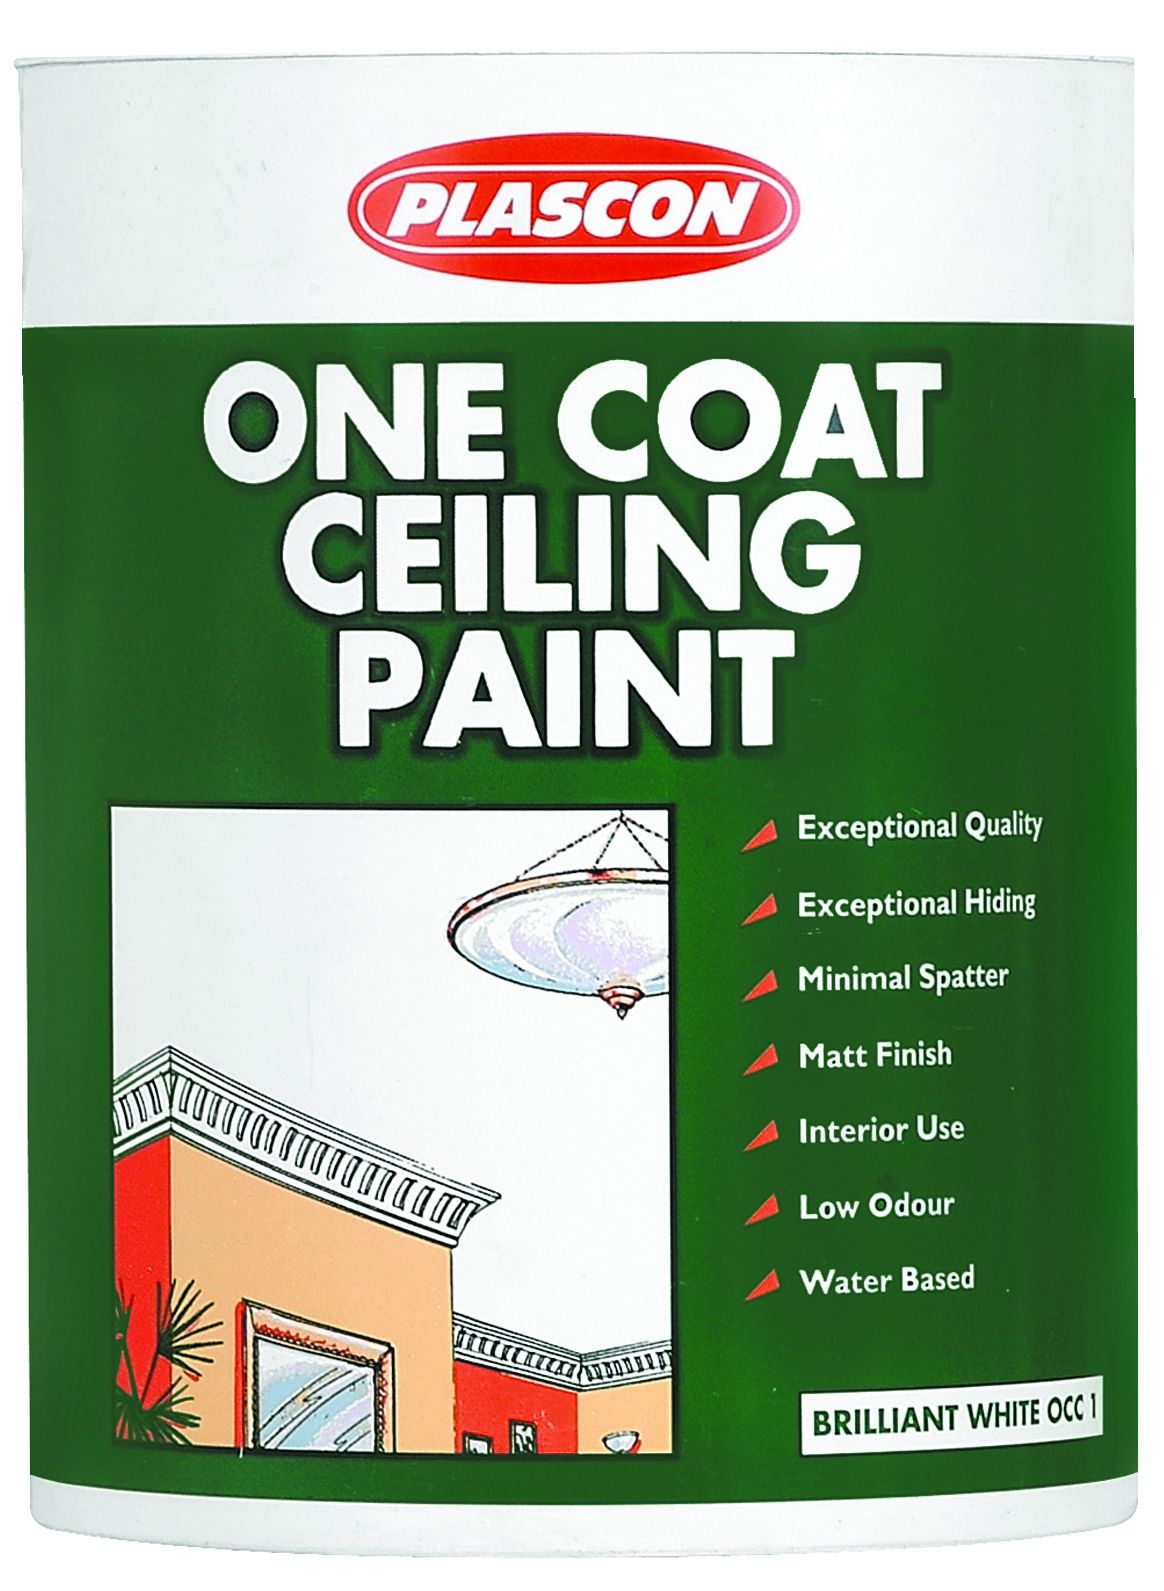 PLASCON
ONE COAT
CEILING
PAINT
Exceptional Quality
Exceptional Hiding
Minimal Spatter
Matt Finish
Interior Use
Low Odour
Water Based
BRILLIANT WHITE OCC 1